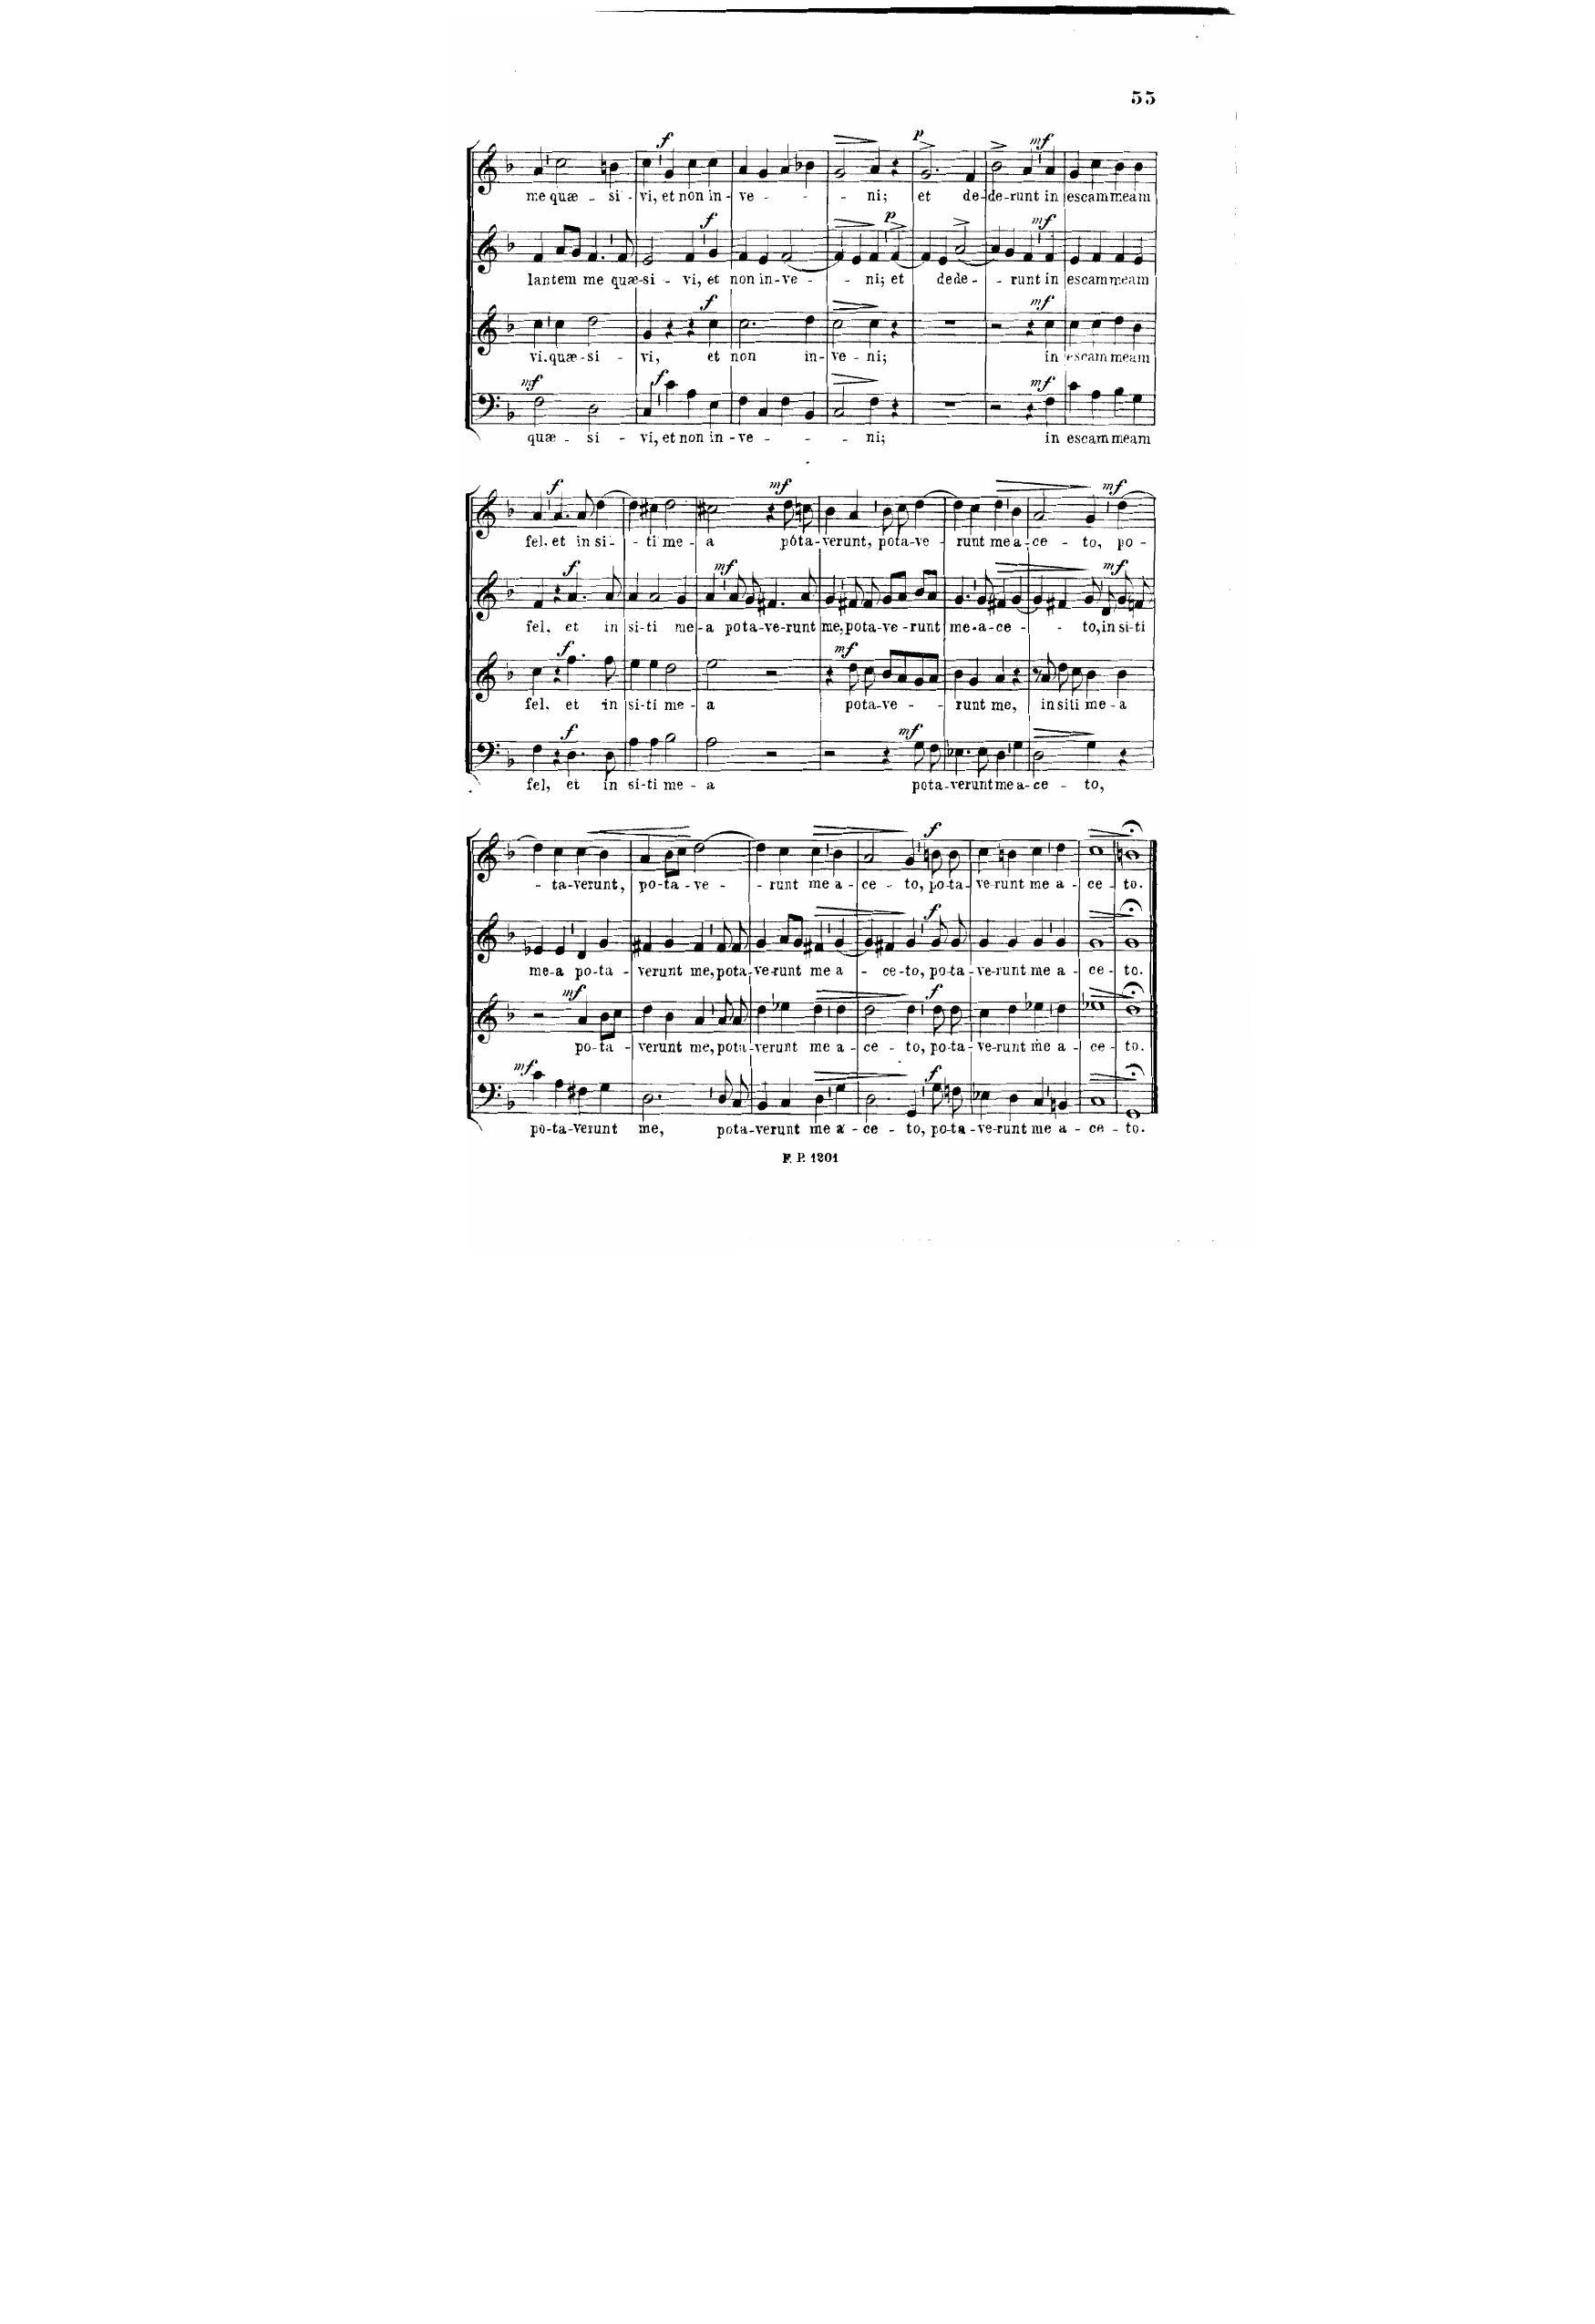 55
f p mf
me quæ - si - vi, et non in - ve - - - ni; et de - de - runt in escam meam
f p mf
lantem me quæ - si - vi, et non in - ve - - ni; et dede - - runt in escam meam
f mf
vi. quæ - si - vi, et non in - ve - ni; in escam meam
mf f mf
quæ - si - vi, et non in - ve - - - ni; in escam meam
f mf mf
fel. et in si - - ti me - a póta - verunt, pota - ve - runt me a - ce - to, po -
f mf mf
fel. et in si - ti me - a pota - ve - runt me, pota - ve - runt me - a - ce - - to, in si - ti
f mf
fel. et in si - ti me - a pota - ve - - runt me, in siti me - a
f mf
fel, et in si - ti me - a pota - verunt me a - ce - to,
f
- ta - verunt, po - ta - ve - - runt me a - ce - to, po - ta - ve - runt me a - ce - to.
f
me - a po - ta - verunt me, pota - ve - runt me a - ce - to, po - ta - ve - runt me a - ce - to.
mf f
po - ta - verunt me, pota - verunt me a - ce - to, po - ta - ve - runt me a - ce - to.
mf f
po - ta - verunt me, pota - verunt me a - ce - to, po - ta - ve - runt me a - ce - to.
F. P. 1201